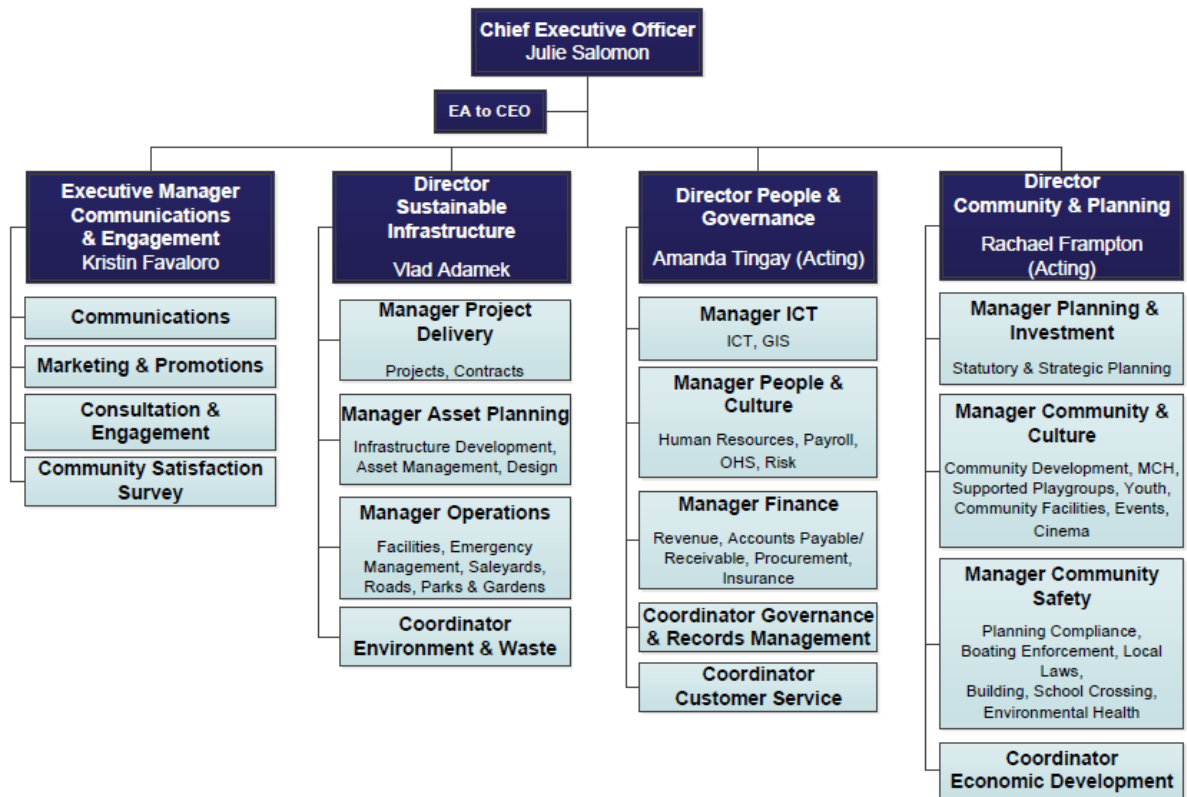 Chief Executive Officer
Julie Salomon
EA to CEO
Executive Manager
Communications
& Engagement
Kristin Favaloro
Communications
Marketing & Promotions
Consultation &
Engagement
Community Satisfaction
Survey
Director
Sustainable
Infrastructure
Vlad Adamek
Manager Project
Delivery
Projects, Contracts
Manager Asset Planning
Infrastructure Development,
Asset Management, Design
Manager Operations
Facilities, Emergency
Management, Saleyards,
Roads, Parks & Gardens
Coordinator
Environment & Waste
Director People &
Governance
Amanda Tingay (Acting)
Manager ICT
ICT, GIS
Manager People &
Culture
Human Resources, Payroll,
OHS, Risk
Manager Finance
Revenue, Accounts Payable/
Receivable, Procurement,
Insurance
Coordinator Governance
& Records Management
Coordinator
Customer Service
Director
Community & Planning
Rachael Frampton
(Acting)
Manager Planning &
Investment
Statutory & Strategic Planning
Manager Community &
Culture
Community Development, MCH,
Supported Playgroups, Youth,
Community Facilities, Events,
Cinema
Manager Community
Safety
Planning Compliance,
Boating Enforcement, Local
Laws,
Building, School Crossing,
Environmental Health
Coordinator
Economic Development